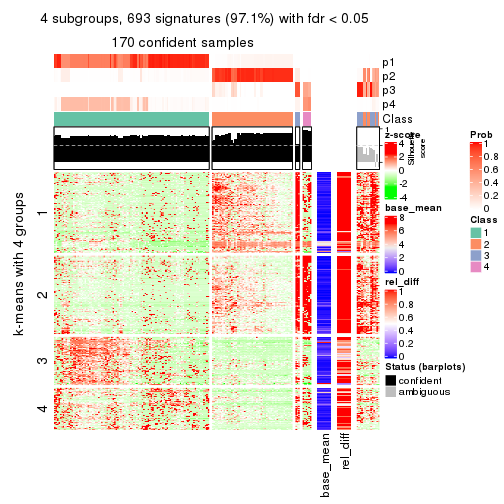 4 subgroups, 693 signatures (97.1%) with fdr < 0.05
170 confident samples
p1
p2
p3
p4
Class
1
Silhouette
score
k-means with 4 groups
1
2
3
4
base_mean
rel_diff
z-score
4
2
0
-2
-4
base_mean
8
6
4
2
0
rel_diff
1
0.8
0.6
0.4
0.2
0
Status (barplots)
confident
ambiguous
Prob
1
0.8
0.6
0.4
0.2
0
Class
1
2
3
4